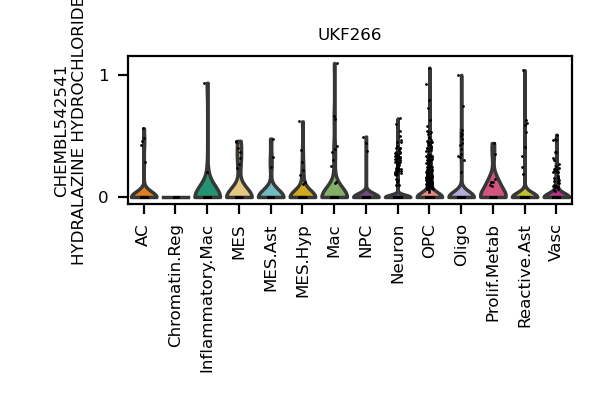 UKF266
CHEMBL542541
HYDRALAZINE HYDROCHLORIDE
1
0
AC
Chromatin.Reg
Inflammatory.Mac
MES
MES.Ast
MES.Hyp
Mac
NPC
Neuron
OPC
Oligo
Prolif.Metab
Reactive.Ast
Vasc